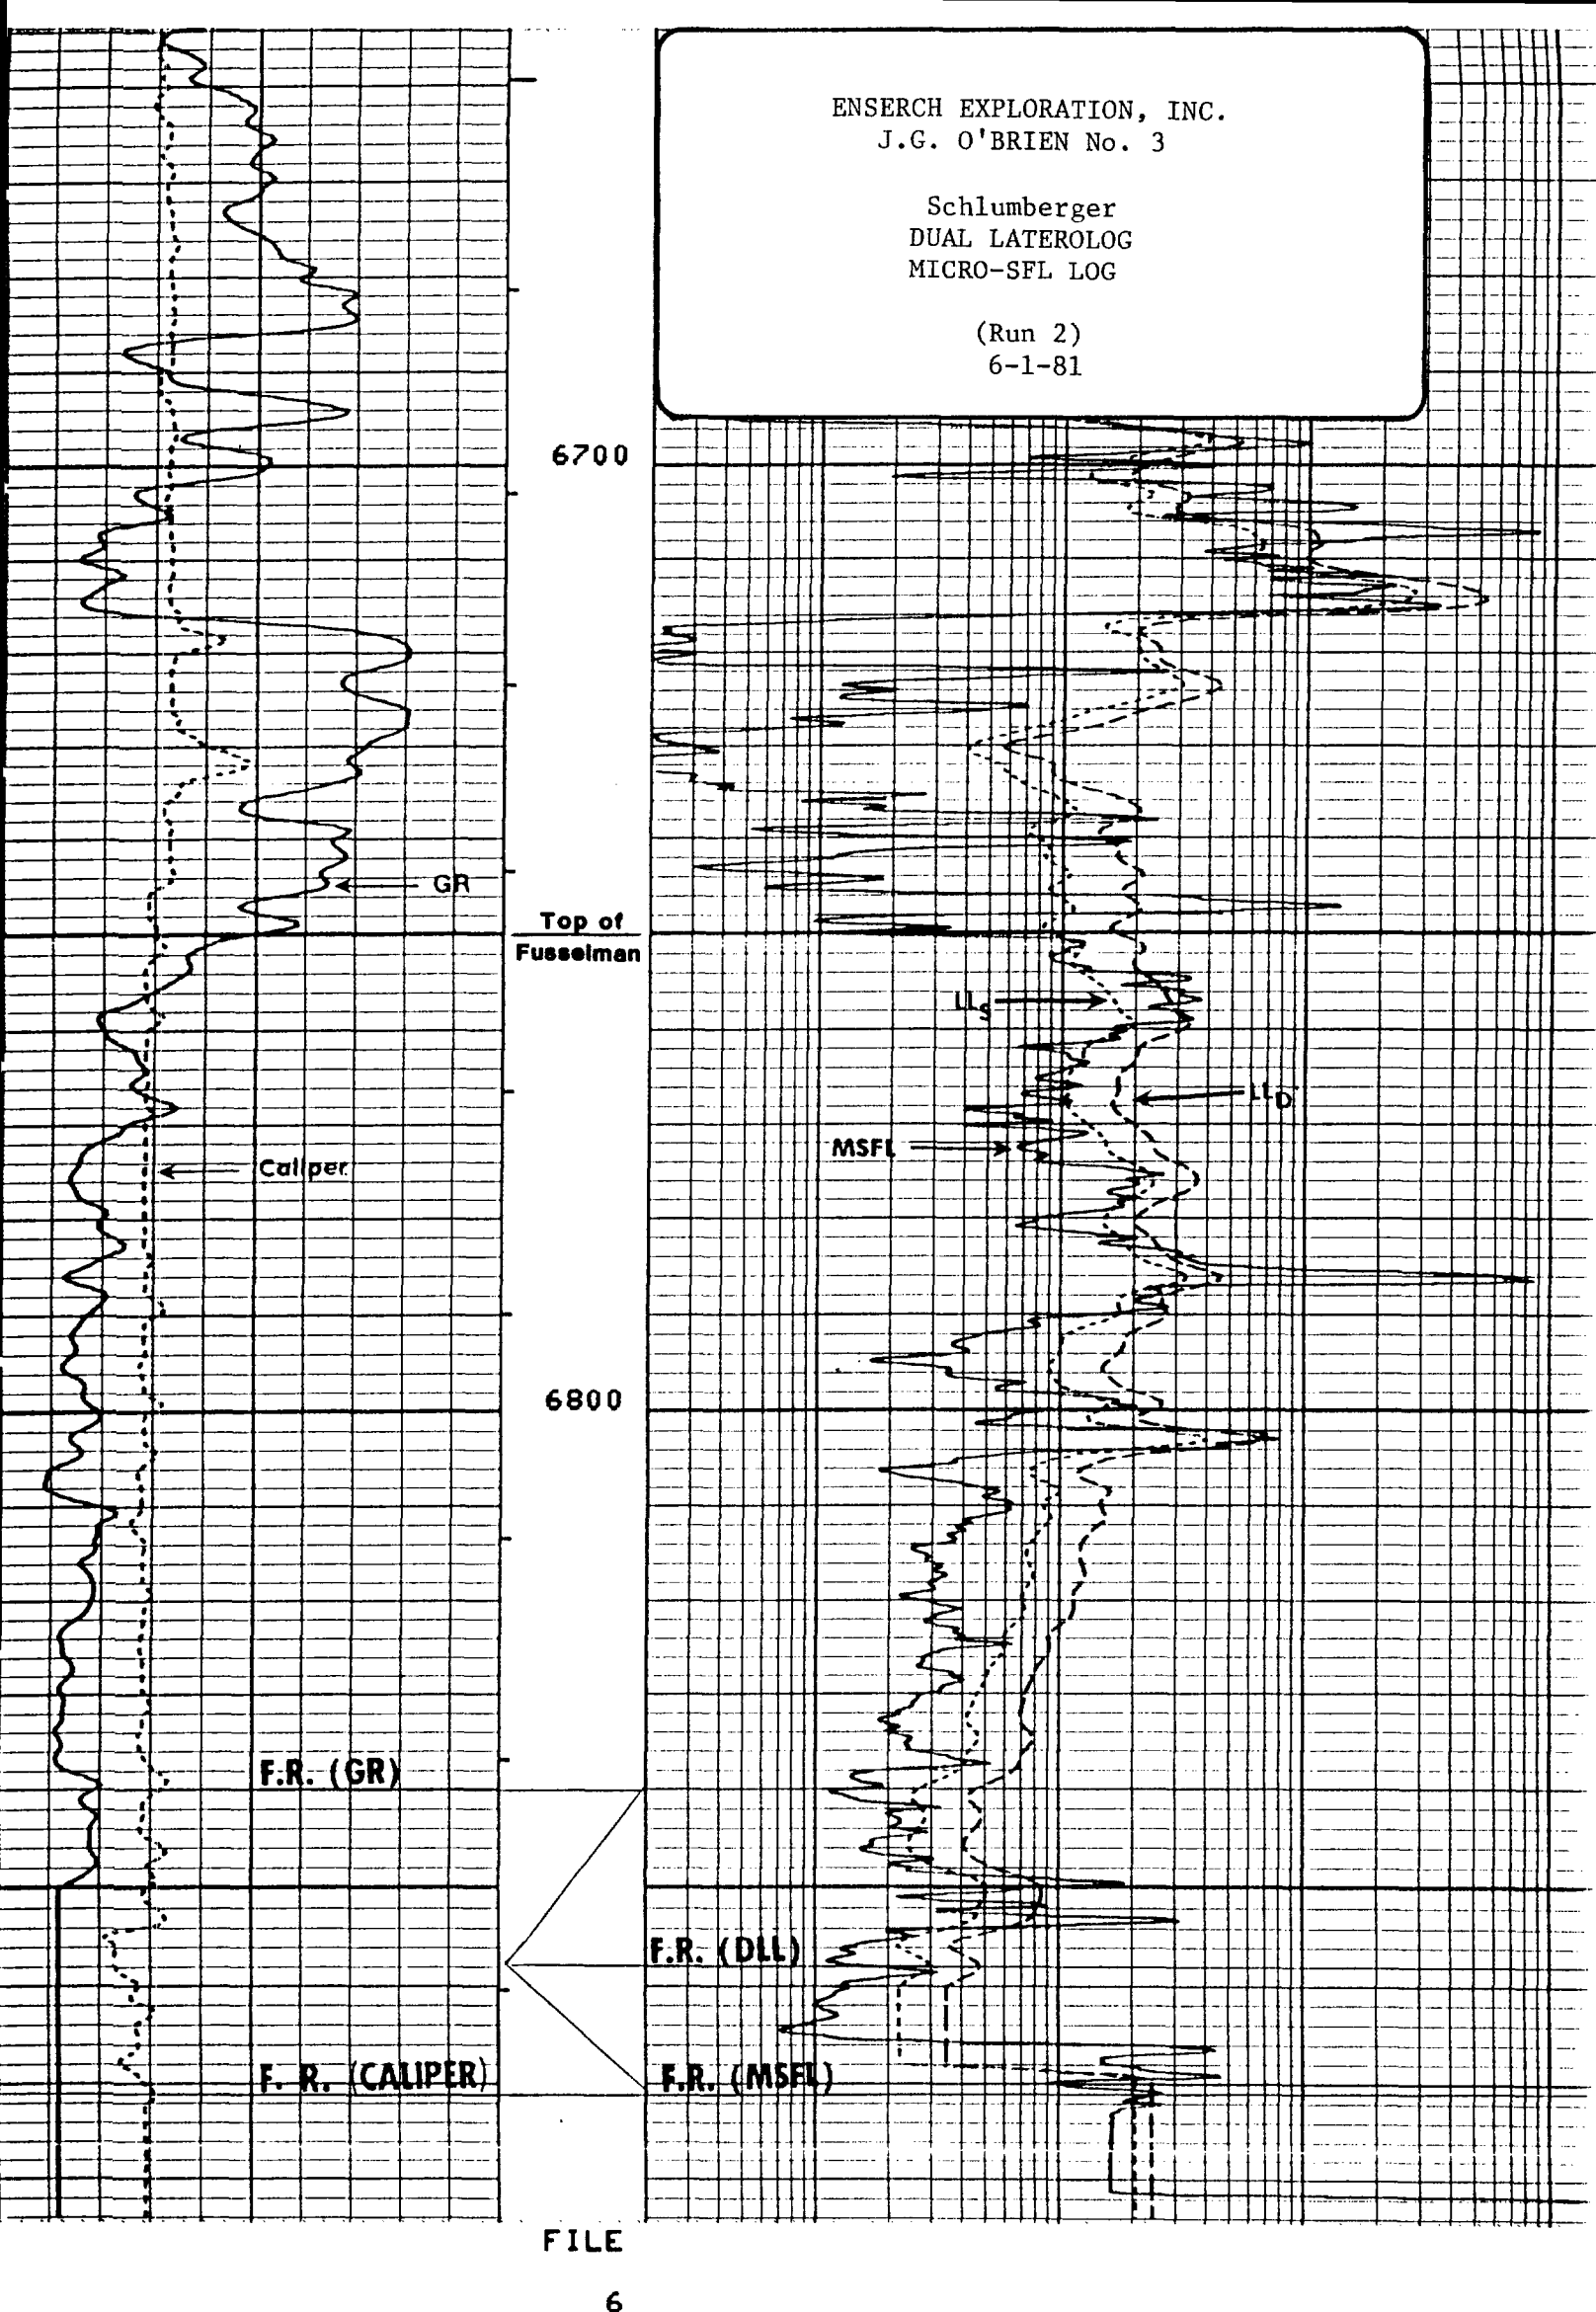 ENSERCH EXPLORATION, INC.
J.G. O'BRIEN No. 3
Schlumberger
DUAL LATEROLOG
MICRO-SFL LOG
(Run 2)
6-1-81
6700
GR
Top of
Fusselman
LLS
LLD
MSFL
Caliper
6800
F.R. (GR)
F.R. (DLL)
F. R. (CALIPER)
F.R. (MSFL)
FILE
6